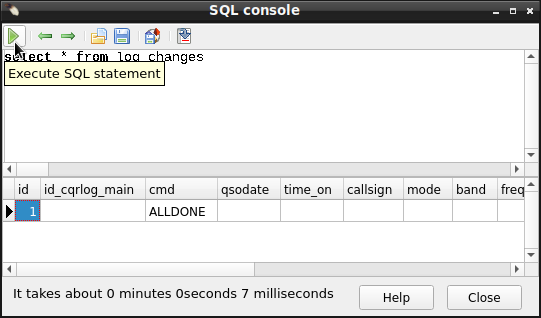 SQL console
select * from log_changes
Execute SQL statement
id id_cqrlog_main cmd qsodate time_on callsign mode band freq
1 ALLDONE
It takes about 0 minutes 0seconds 7 milliseconds
Help Close